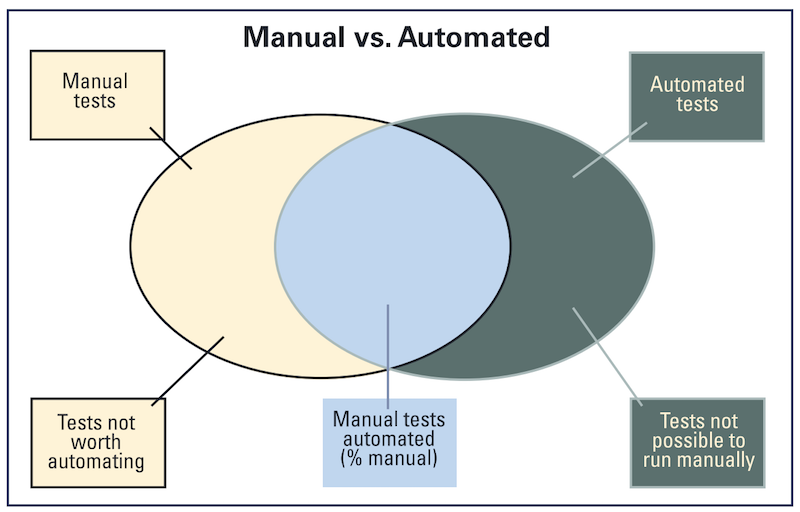 Manual vs. Automated
Manual
tests
Automated
tests
Tests not
worth
automating
Manual tests
automated
(% manual)
Tests not
possible to
run manually